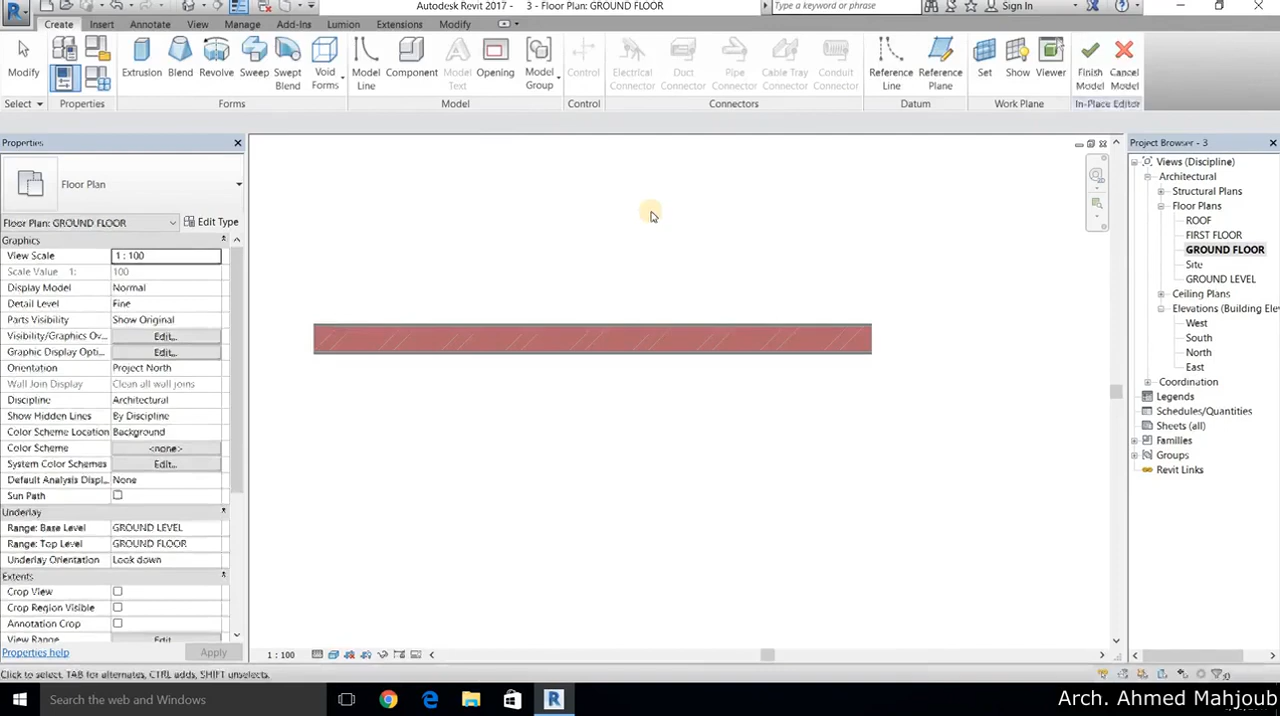 Autodesk Revit 2017 - 3 - Floor Plan: GROUND FLOOR
Type a keyword or phrase
Sign In
Create Insert Annotate View Manage Add-Ins Lumion Extensions Modify
Modify Extrusion Blend Revolve Sweep Swept Blend Void Forms Model Line Component Model Text Opening Model Group Control Electrical Connector Duct Connector Pipe Connector Cable Tray Connector Conduit Connector Reference Line Reference Plane Set Show Viewer Finish Model Cancel Model
Select Properties Forms Model Control Connectors Datum Work Plane In-Place Editor
Properties
Floor Plan
Floor Plan: GROUND FLOOR Edit Type
Graphics
View Scale 1 : 100
Scale Value 1: 100
Display Model Normal
Detail Level Fine
Parts Visibility Show Original
Visibility/Graphics Ov... Edit...
Graphic Display Opti... Edit...
Orientation Project North
Wall Join Display Clean all wall joins
Discipline Architectural
Show Hidden Lines By Discipline
Color Scheme Location Background
Color Scheme <none>
System Color Schemes Edit...
Default Analysis Displ... None
Sun Path
Underlay
Range: Base Level GROUND LEVEL
Range: Top Level GROUND FLOOR
Underlay Orientation Look down
Extents
Crop View
Crop Region Visible
Annotation Crop
View Range Edit...
Properties help Apply
1 : 100
Project Browser - 3
Views (Discipline)
Architectural
Structural Plans
Floor Plans
ROOF
FIRST FLOOR
GROUND FLOOR
Site
GROUND LEVEL
Ceiling Plans
Elevations (Building Ele
West
South
North
East
Coordination
Legends
Schedules/Quantities
Sheets (all)
Families
Groups
Revit Links
Click to select, TAB for alternates, CTRL adds, SHIFT unselects.
:0
Search the web and Windows
Arch. Ahmed Mahjoub